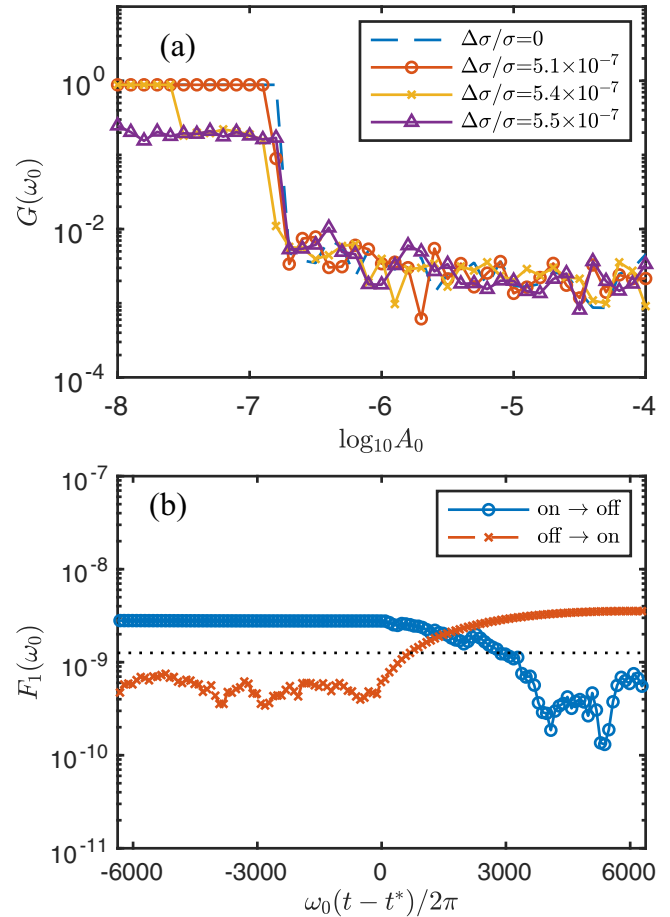 (a)
Δσ/σ=0
Δσ/σ=5.1×10⁻⁷
Δσ/σ=5.4×10⁻⁷
Δσ/σ=5.5×10⁻⁷
10⁰
10⁻²
10⁻⁴
G(ω₀)
-8 -7 -6 -5 -4
log₁₀A₀
(b)
on → off
off → on
10⁻⁷
10⁻⁸
10⁻⁹
10⁻¹⁰
10⁻¹¹
F₁(ω₀)
-6000 -3000 0 3000 6000
ω₀(t − t*)/2π